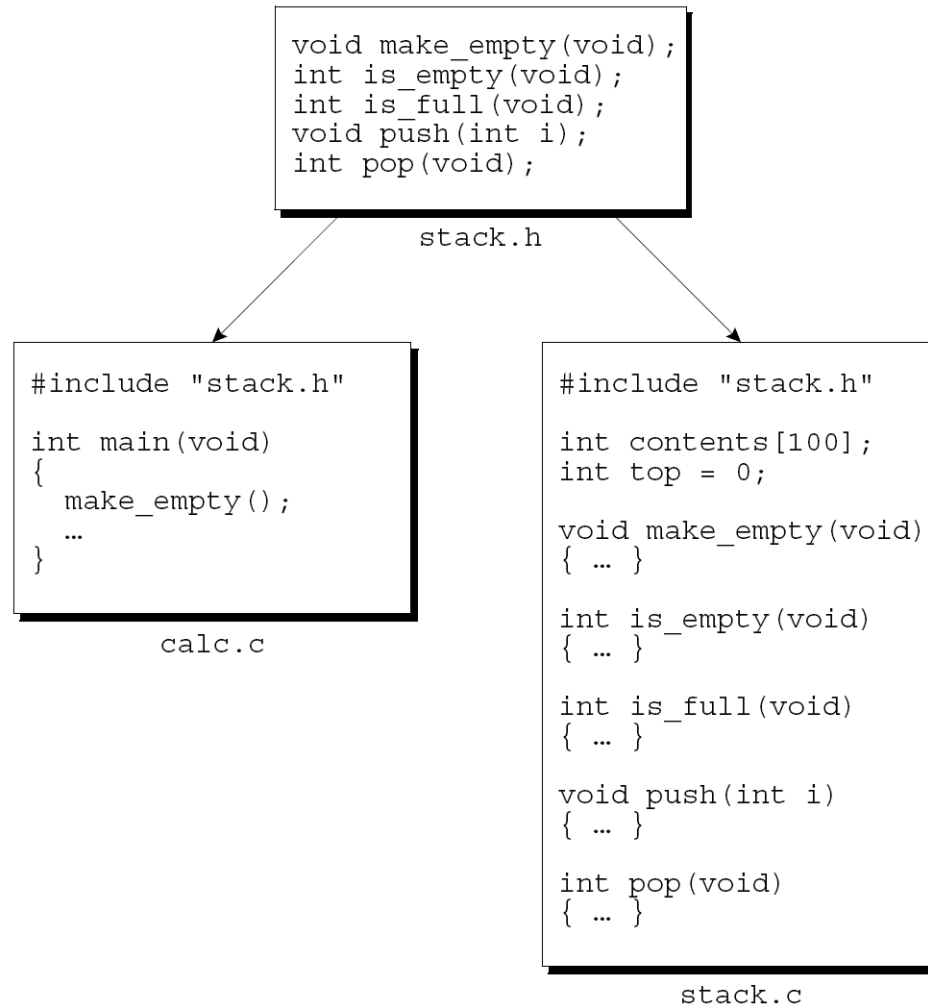 void make_empty(void);
int is_empty(void);
int is_full(void);
void push(int i);
int pop(void);
stack.h
#include "stack.h"
int main(void)
{
make_empty();
…
}
calc.c
#include "stack.h"
int contents[100];
int top = 0;
void make_empty(void)
{ … }
int is_empty(void)
{ … }
int is_full(void)
{ … }
void push(int i)
{ … }
int pop(void)
{ … }
stack.c